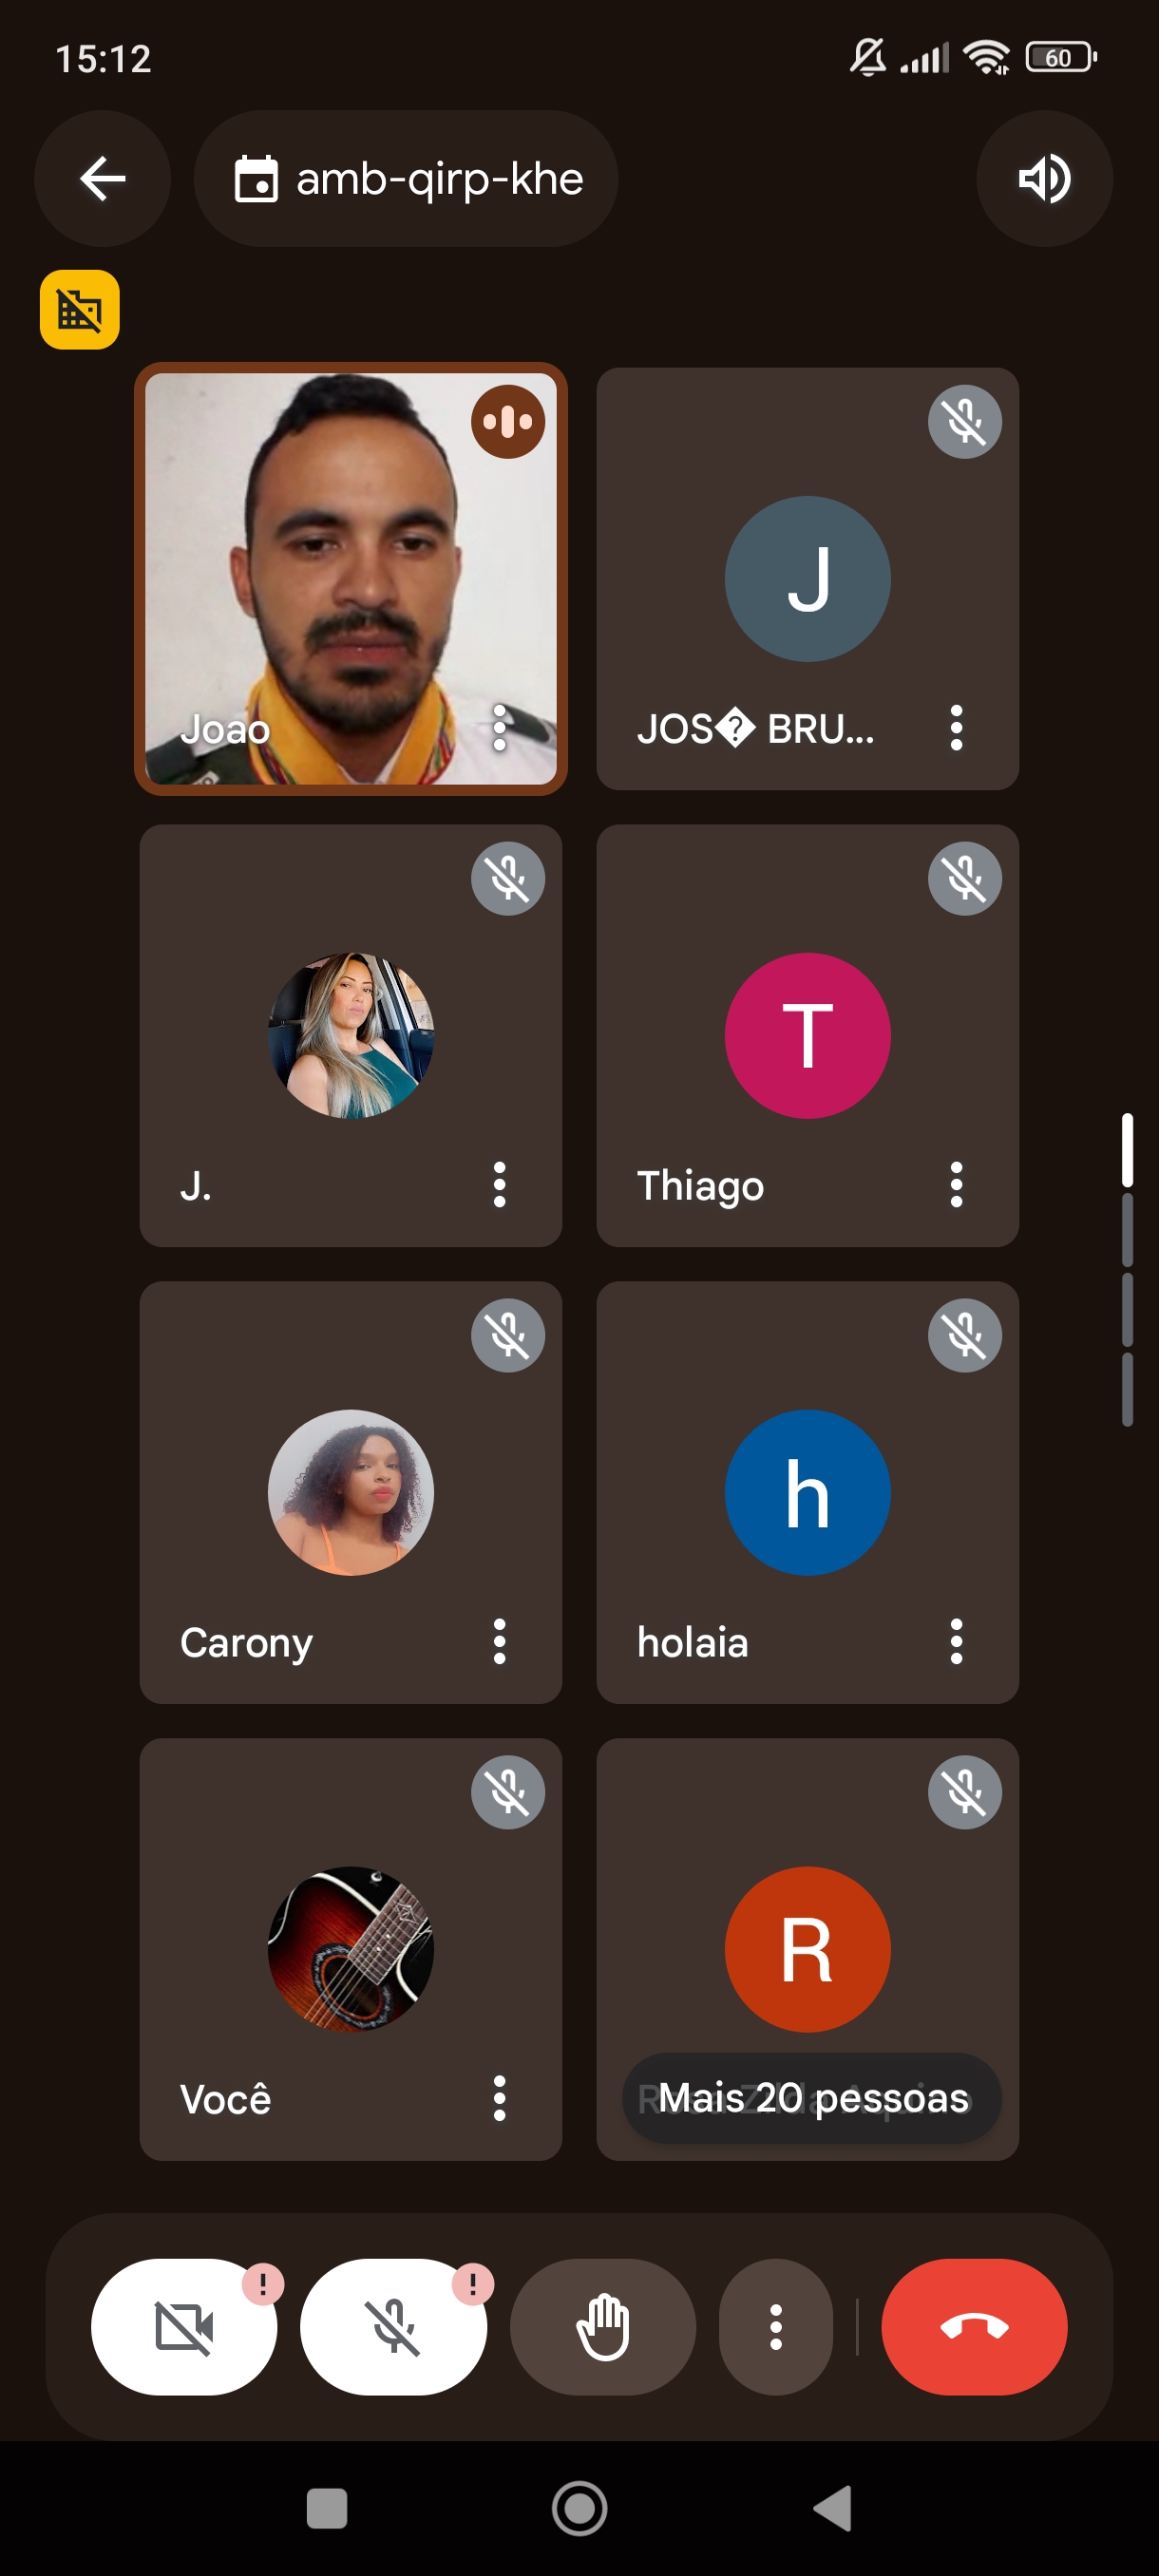 15:12
60
amb-qirp-khe
Joao
J
JOS� BRU...
J.
T
Thiago
Carony
h
holaia
Você
R
Mais 20 pessoas